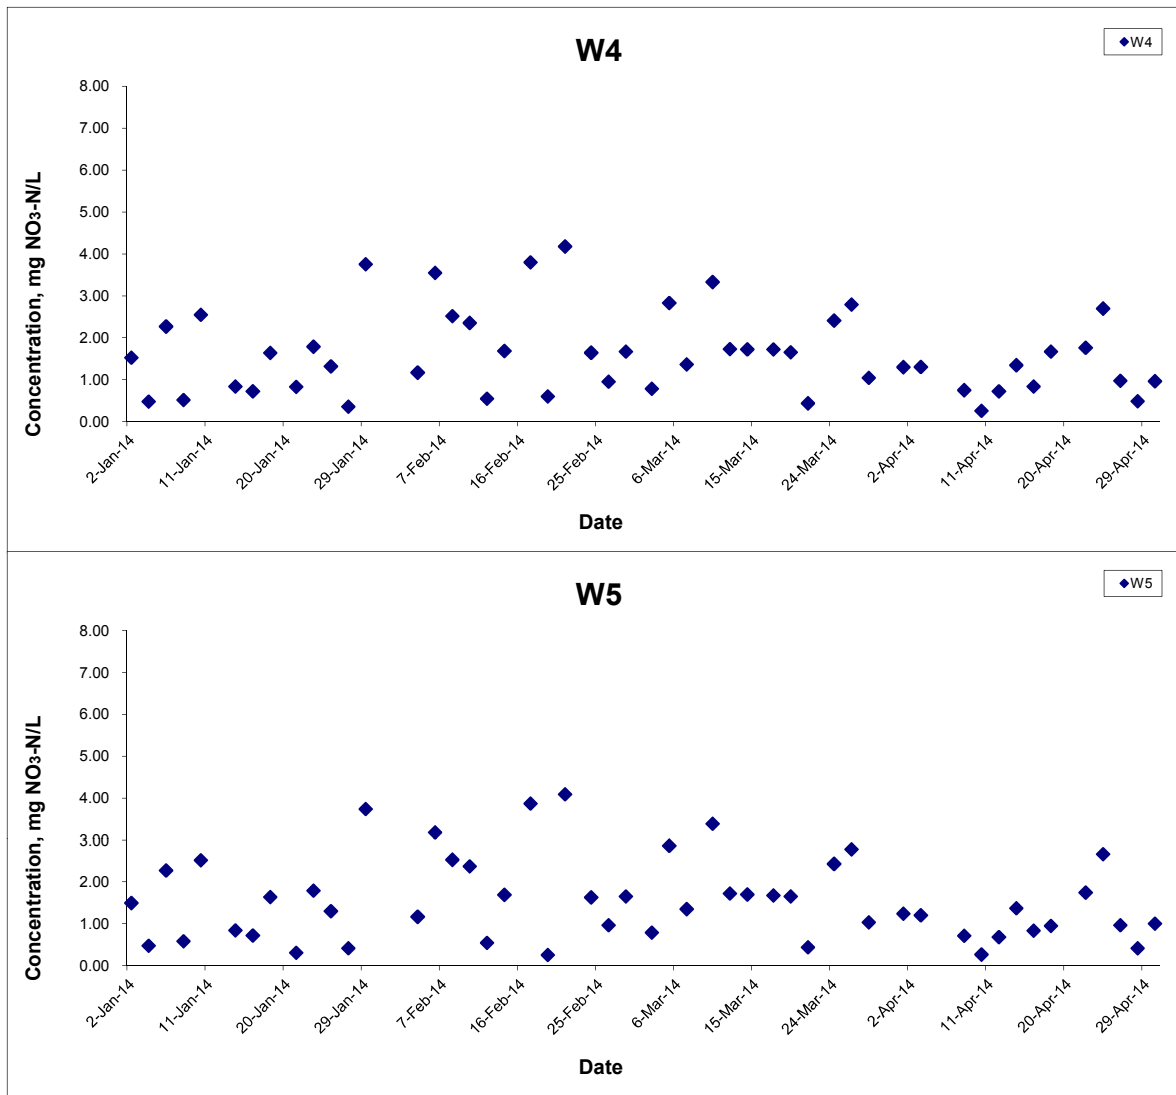 W4
W4
8.00
7.00
6.00
5.00
4.00
3.00
2.00
1.00
0.00
Concentration, mg NO3-N/L
2-Jan-14
11-Jan-14
20-Jan-14
29-Jan-14
7-Feb-14
16-Feb-14
25-Feb-14
6-Mar-14
15-Mar-14
24-Mar-14
2-Apr-14
11-Apr-14
20-Apr-14
29-Apr-14
Date
W5
W5
8.00
7.00
6.00
5.00
4.00
3.00
2.00
1.00
0.00
Concentration, mg NO3-N/L
2-Jan-14
11-Jan-14
20-Jan-14
29-Jan-14
7-Feb-14
16-Feb-14
25-Feb-14
6-Mar-14
15-Mar-14
24-Mar-14
2-Apr-14
11-Apr-14
20-Apr-14
29-Apr-14
Date